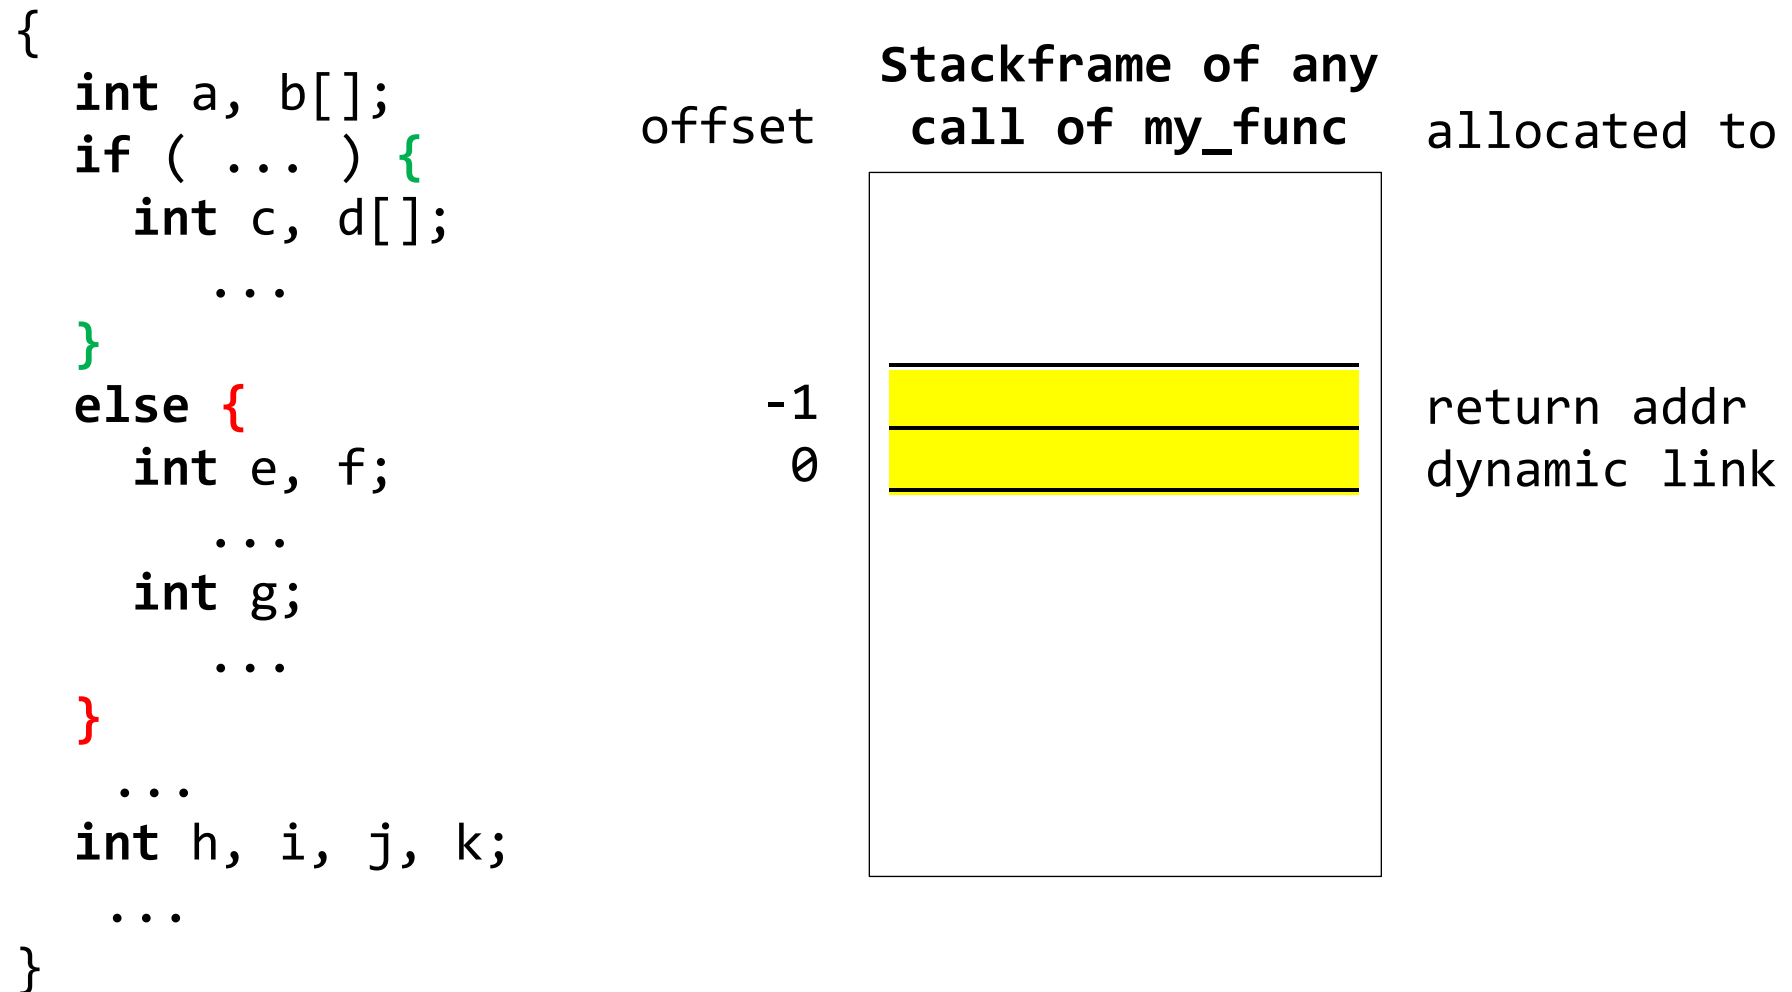 {
int a, b[];
if ( ... ) {
int c, d[];
...
}
else {
int e, f;
...
int g;
...
}
...
int h, i, j, k;
...
}
offset
Stackframe of any
call of my_func
allocated to
-1
return addr
0
dynamic link